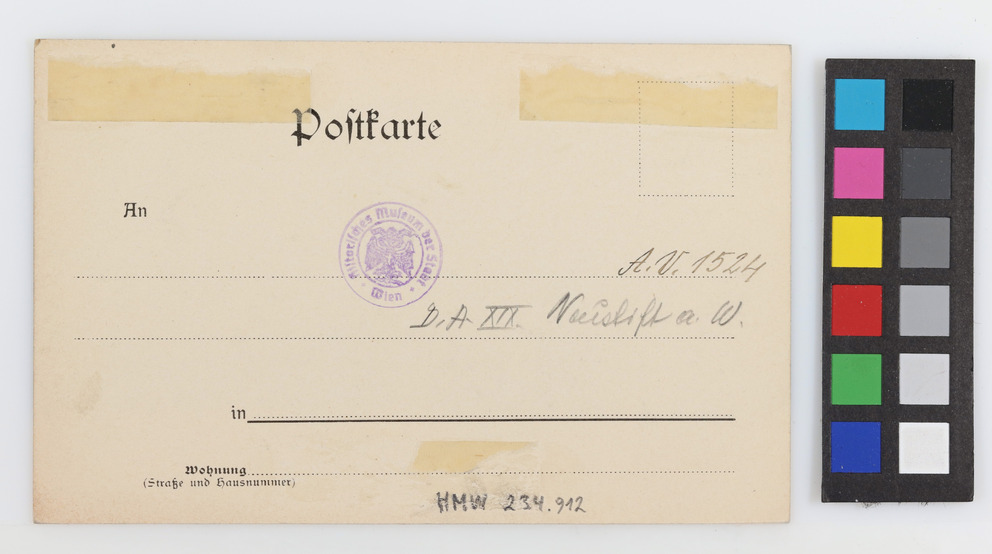 Postkarte
An
Historisches Museum der Stadt
Wien
A.V. 1524
D.A XIX. Neustift a. W.
in
Wohnung
(Straße und Hausnummer)
HMW 234.912